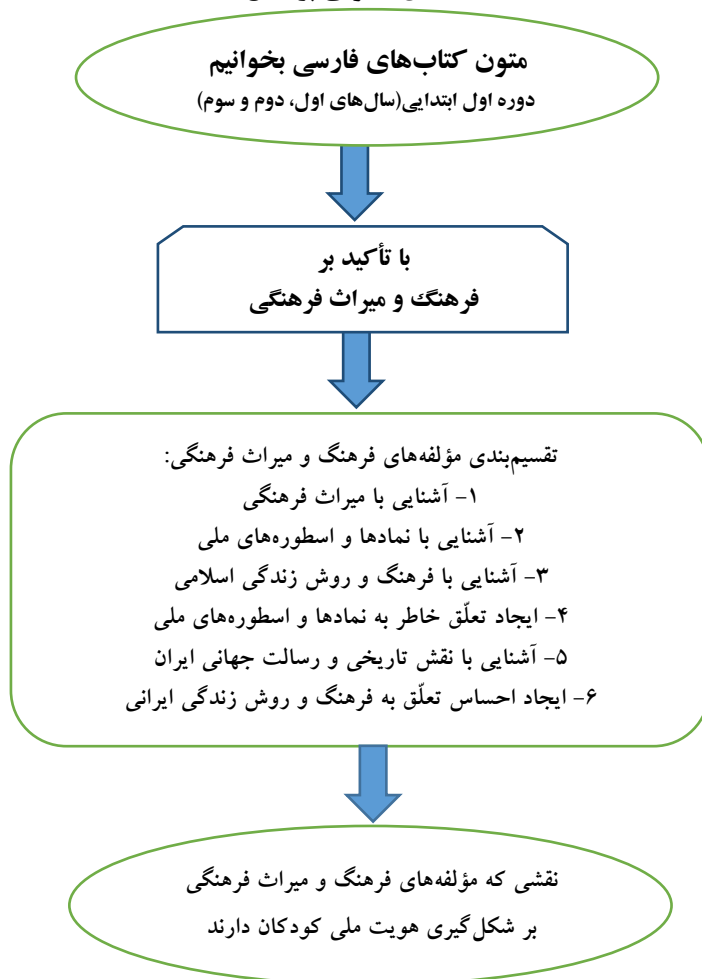 متون کتاب‌های فارسی بخوانیم
دوره اول ابتدایی(سال‌های اول، دوم و سوم)
با تأکید بر
فرهنگ و میراث فرهنگی
تقسیم‌بندی مؤلفه‌های فرهنگ و میراث فرهنگی:
۱- آشنایی با میراث فرهنگی
۲- آشنایی با نمادها و اسطوره‌های ملی
۳- آشنایی با فرهنگ و روش زندگی اسلامی
۴- ایجاد تعلّق خاطر به نمادها و اسطوره‌های ملی
۵- آشنایی با نقش تاریخی و رسالت جهانی ایران
۶- ایجاد احساس تعلّق به فرهنگ و روش زندگی ایرانی
نقشی که مؤلفه‌های فرهنگ و میراث فرهنگی
بر شکل‌گیری هویت ملی کودکان دارند